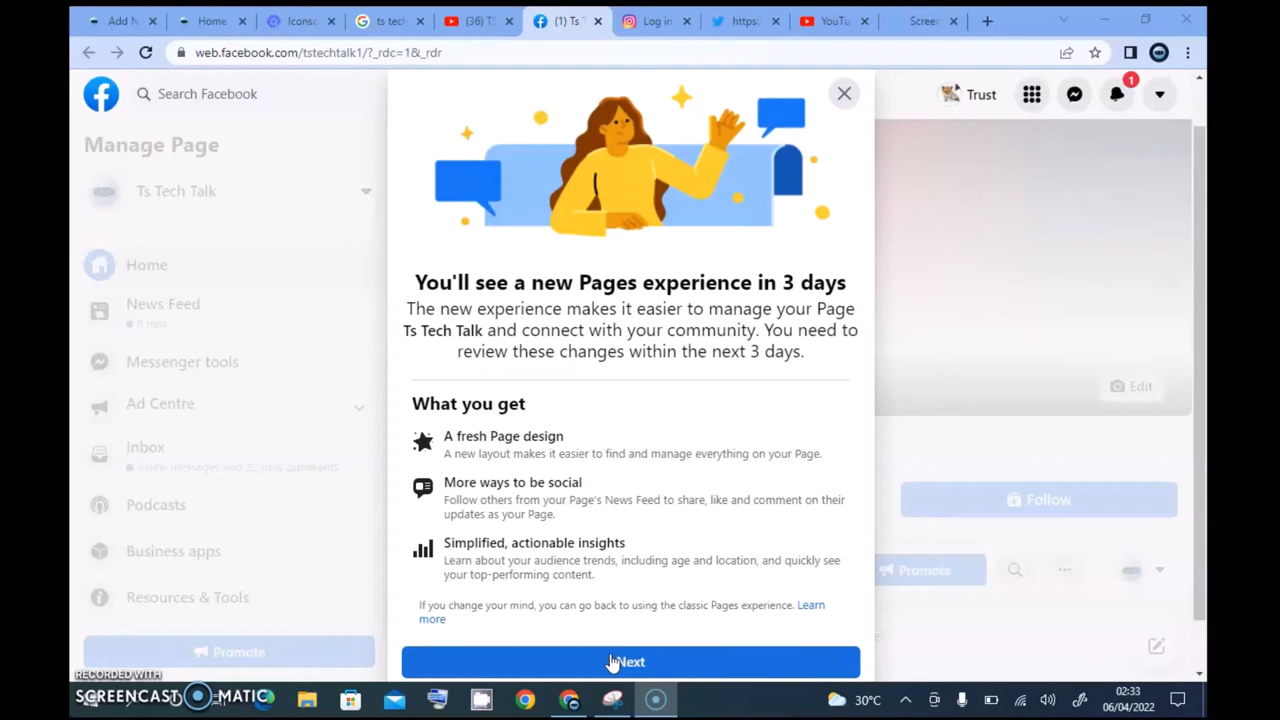 Add N
Home
Iconsc
ts tech
(36) TS
(1) Ts T
Log in
https:
YouTu
Screer
web.facebook.com/tstechtalk1/?_rdc=1&_rdr
Search Facebook
Trust
1
Manage Page
Ts Tech Talk
Home
News Feed
8 new
Messenger tools
Ad Centre
Inbox
Podcasts
Business apps
Resources & Tools
Promote
You'll see a new Pages experience in 3 days
The new experience makes it easier to manage your Page
Ts Tech Talk and connect with your community. You need to
review these changes within the next 3 days.
What you get
A fresh Page design
A new layout makes it easier to find and manage everything on your Page.
More ways to be social
Follow others from your Page's News Feed to share, like and comment on their
updates as your Page.
Simplified, actionable insights
Learn about your audience trends, including age and location, and quickly see
your top-performing content.
If you change your mind, you can go back to using the classic Pages experience. Learn
more
Next
Edit
Follow
Promote
RECORDED WITH
SCREENCAST MATIC
30°C
02:33
06/04/2022